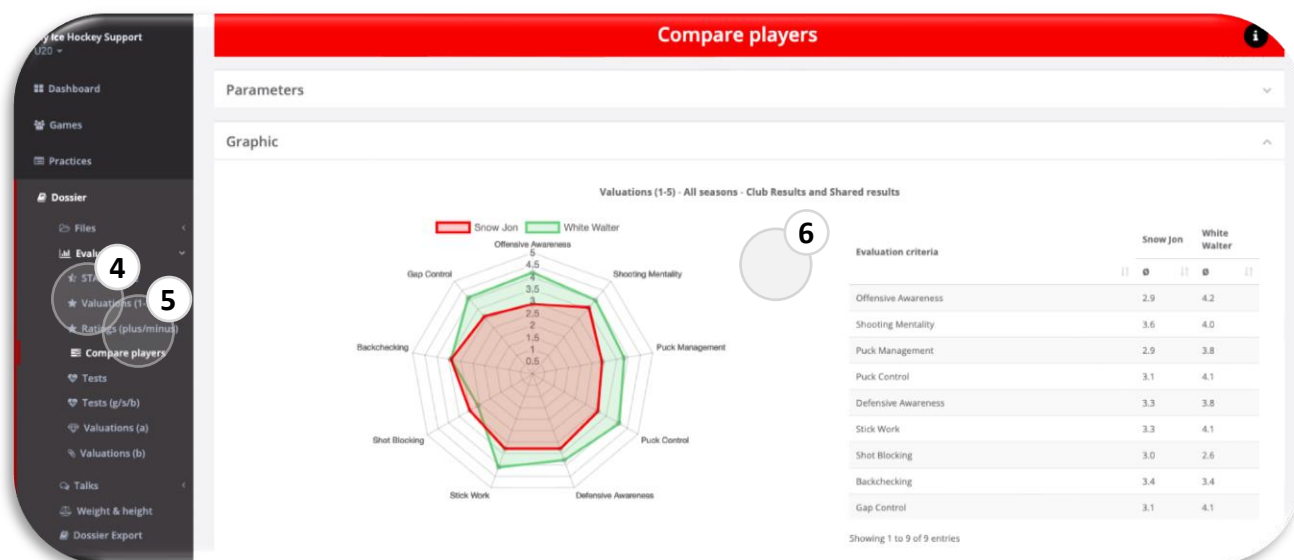 Ice Hockey Support
U20
Compare players
i
Dashboard
Games
Practices
Dossier
Files
4
5
Valuations
Ratings (plus/minus)
Compare players
Tests
Tests (g/s/b)
Valuations (a)
Valuations (b)
Talks
Weight & height
Dossier Export
Parameters
Graphic
Valuations (1-5) - All seasons - Club Results and Shared results
Snow Jon White Walter
Offensive Awareness
Gap Control
Shooting Mentality
Backchecking
Puck Management
Shot Blocking
Puck Control
Stick Work
Defensive Awareness
5
4.5
4
3.5
3
2.5
2
1.5
1
0.5
6
Evaluation criteria Snow Jon White Walter
Ø Ø
Offensive Awareness 2.9 4.2
Shooting Mentality 3.6 4.0
Puck Management 2.9 3.8
Puck Control 3.1 4.1
Defensive Awareness 3.3 3.8
Stick Work 3.3 4.1
Shot Blocking 3.0 2.6
Backchecking 3.4 3.4
Gap Control 3.1 4.1
Showing 1 to 9 of 9 entries